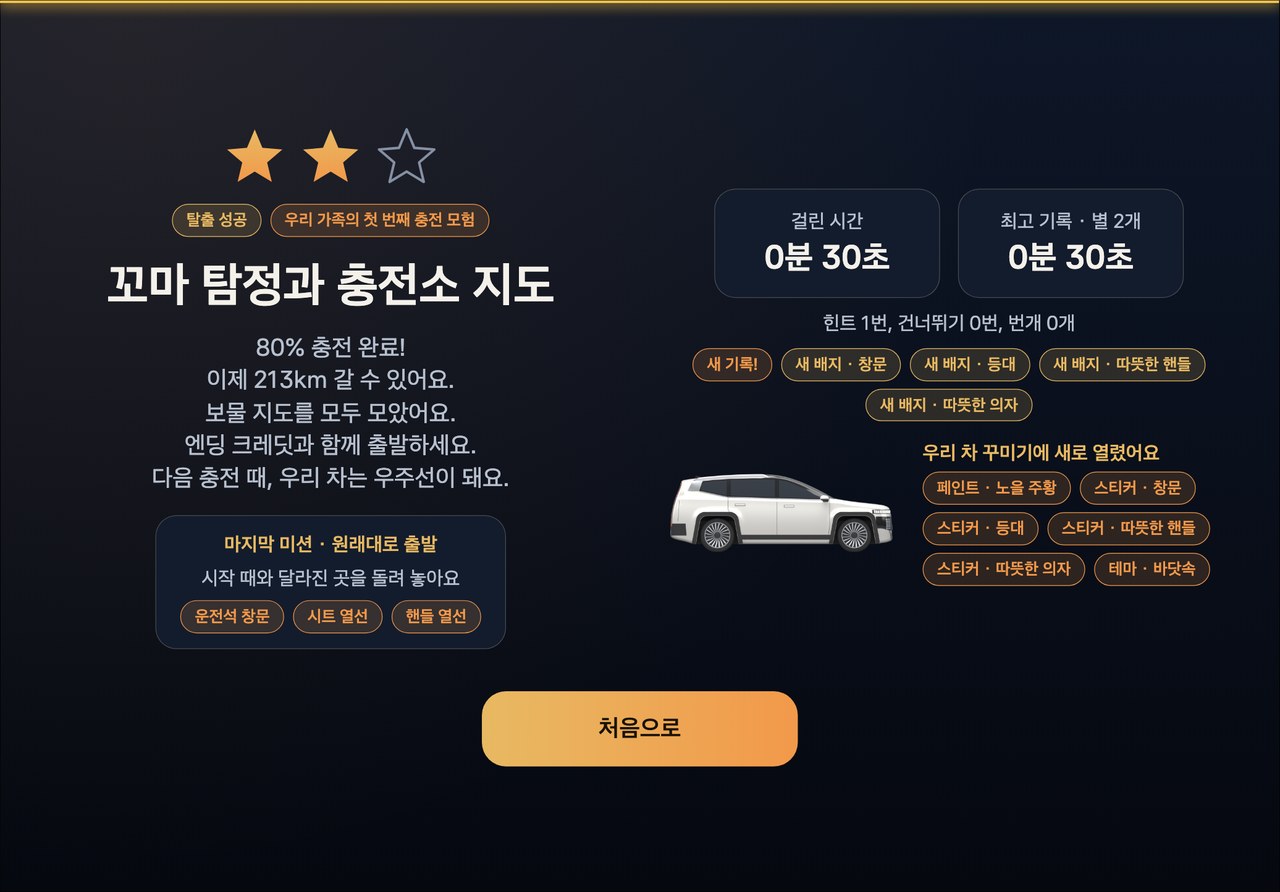 탈출 성공
우리 가족의 첫 번째 충전 모험
꼬마 탐정과 충전소 지도
80% 충전 완료!
이제 213km 갈 수 있어요.
보물 지도를 모두 모았어요.
엔딩 크레딧과 함께 출발하세요.
다음 충전 때, 우리 차는 우주선이 돼요.
마지막 미션 · 원래대로 출발
시작 때와 달라진 곳을 돌려 놓아요
운전석 창문
시트 열선
핸들 열선
걸린 시간
0분 30초
최고 기록 · 별 2개
0분 30초
힌트 1번, 건너뛰기 0번, 번개 0개
새 기록!
새 배지 · 창문
새 배지 · 등대
새 배지 · 따뜻한 핸들
새 배지 · 따뜻한 의자
우리 차 꾸미기에 새로 열렸어요
페인트 · 노을 주황
스티커 · 창문
스티커 · 등대
스티커 · 따뜻한 핸들
스티커 · 따뜻한 의자
테마 · 바닷속
처음으로